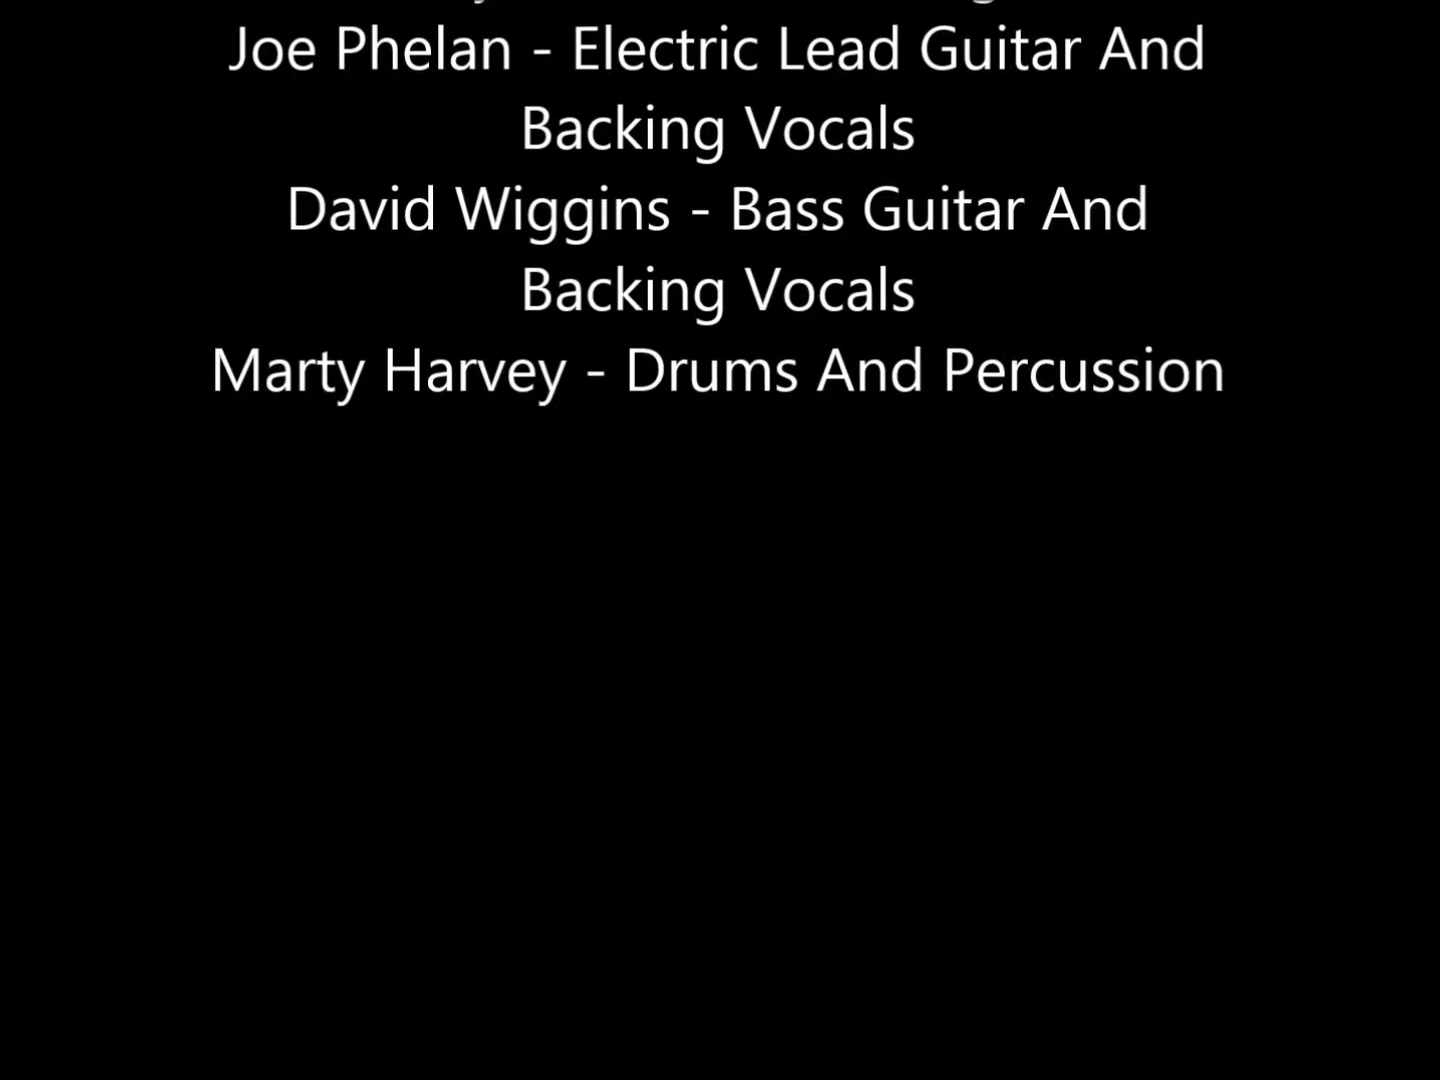 Joe Phelan - Electric Lead Guitar And
Backing Vocals
David Wiggins - Bass Guitar And
Backing Vocals
Marty Harvey - Drums And Percussion